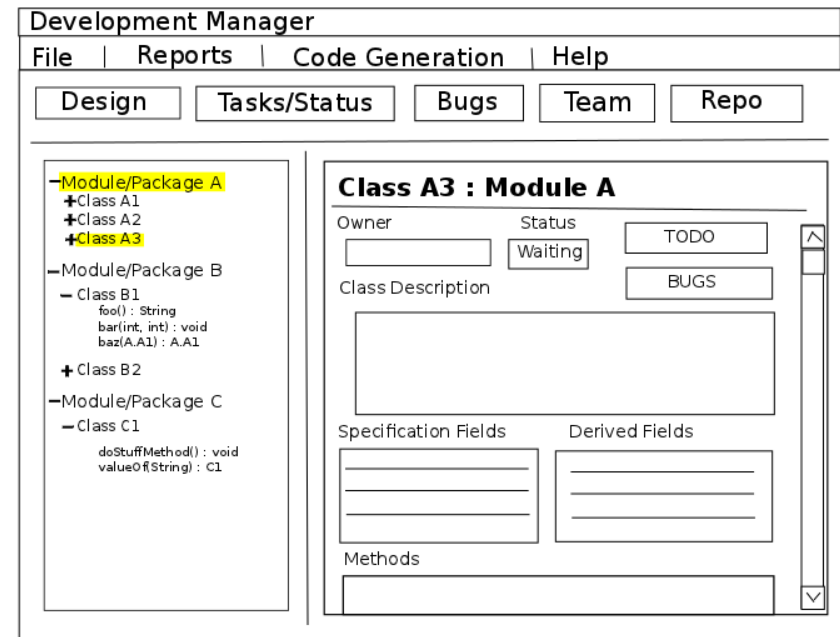 Development Manager
File | Reports | Code Generation | Help
Design Tasks/Status Bugs Team Repo
Module/Package A
Class A1
Class A2
Class A3
Module/Package B
Class B1
foo() : String
bar(int, int) : void
baz(A.A1) : A.A1
Class B2
Module/Package C
Class C1
doStuffMethod() : void
valueOf(String) : C1
Class A3 : Module A
Owner Status
Waiting
TODO
BUGS
Class Description
Specification Fields Derived Fields
Methods